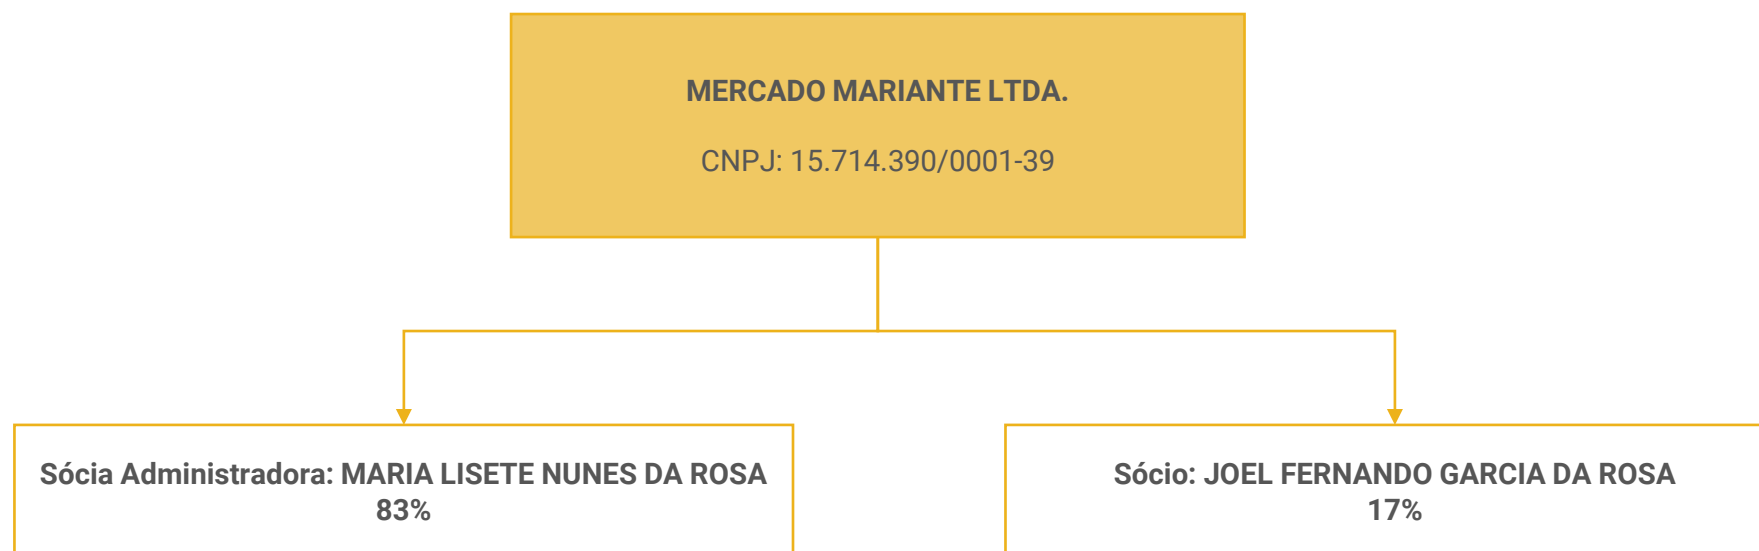 MERCADO MARIANTE LTDA.
CNPJ: 15.714.390/0001-39
Sócia Administradora: MARIA LISETE NUNES DA ROSA
83%
Sócio: JOEL FERNANDO GARCIA DA ROSA
17%